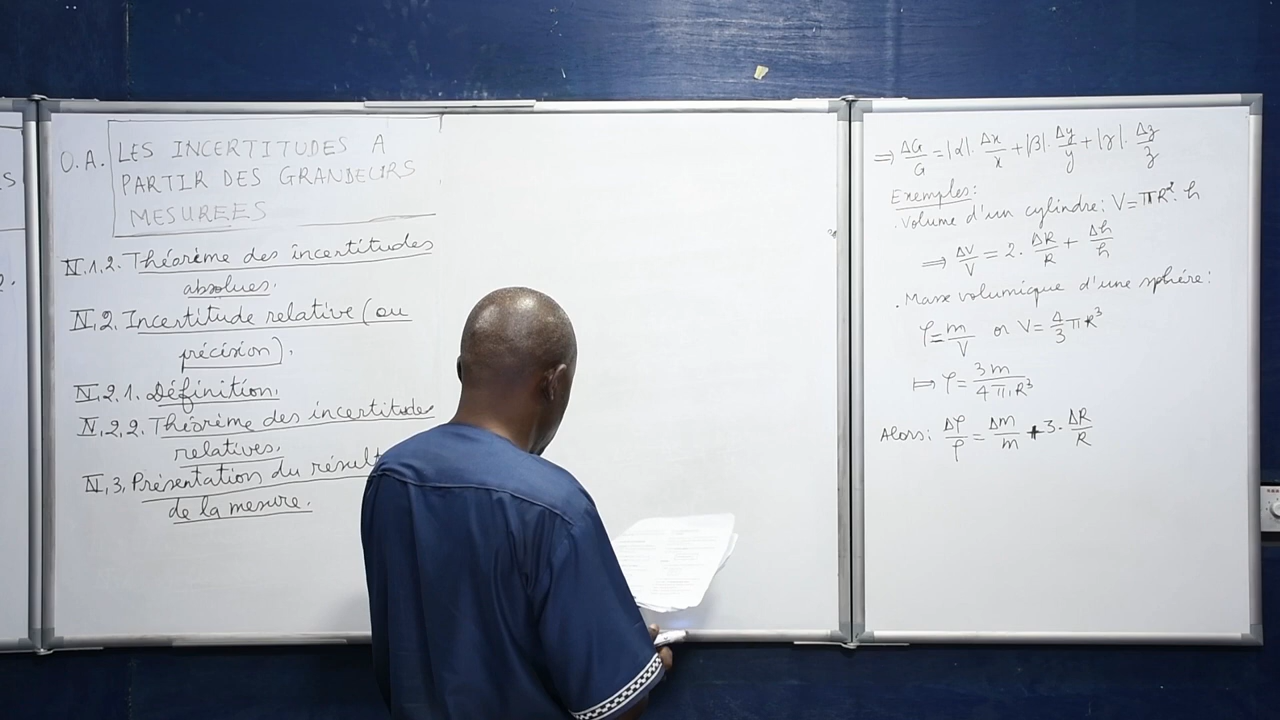 S
2.
O.A. LES INCERTITUDES A
PARTIR DES GRANDEURS
MESUREES
IV.1.2. Théorème des incertitudes
absolues.
IV.2. Incertitude relative (ou
précision).
IV.2.1. Définition.
IV.2.2. Théorème des incertitudes
relatives.
IV.3. Présentation du résult
de la mesure.
⟹ ΔG/G = |α|. Δx/x + |β|. Δy/y + |γ|. Δz/z
Exemples:
. Volume d'un cylindre: V = πR². h
⟹ ΔV/V = 2. ΔR/R + Δh/h
. Masse volumique d'une sphère:
ρ = m/V or V = 4/3 πR³
⟹ ρ = 3m/4π.R³
Alors: Δρ/ρ = Δm/m + 3. ΔR/R